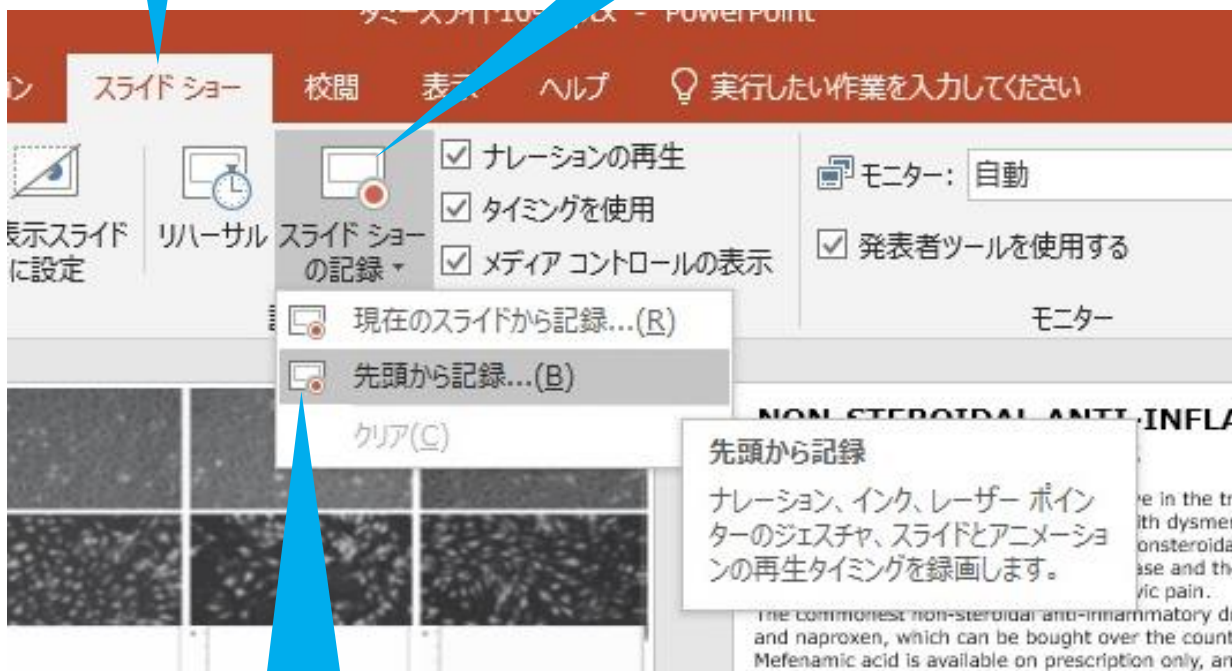 PowerPoint
スライド ショー 校閲 表示 ヘルプ 実行したい作業を入力してください
表示スライド
に設定
リハーサル
スライド ショー
の記録
ナレーションの再生
タイミングを使用
メディア コントロールの表示
モニター: 自動
発表者ツールを使用する
モニター
現在のスライドから記録...(R)
先頭から記録...(B)
クリア(C)
先頭から記録
ナレーション、インク、レーザー ポイン
ターのジェスチャ、スライドとアニメーショ
ンの再生タイミングを録画します。
NON-STEROIDAL ANTI-INFLA
in the
and the
pain.
The commonest non-steroidal anti-inflammatory
and naproxen, which can be bought over the
Mefenamic acid is available on prescription only,